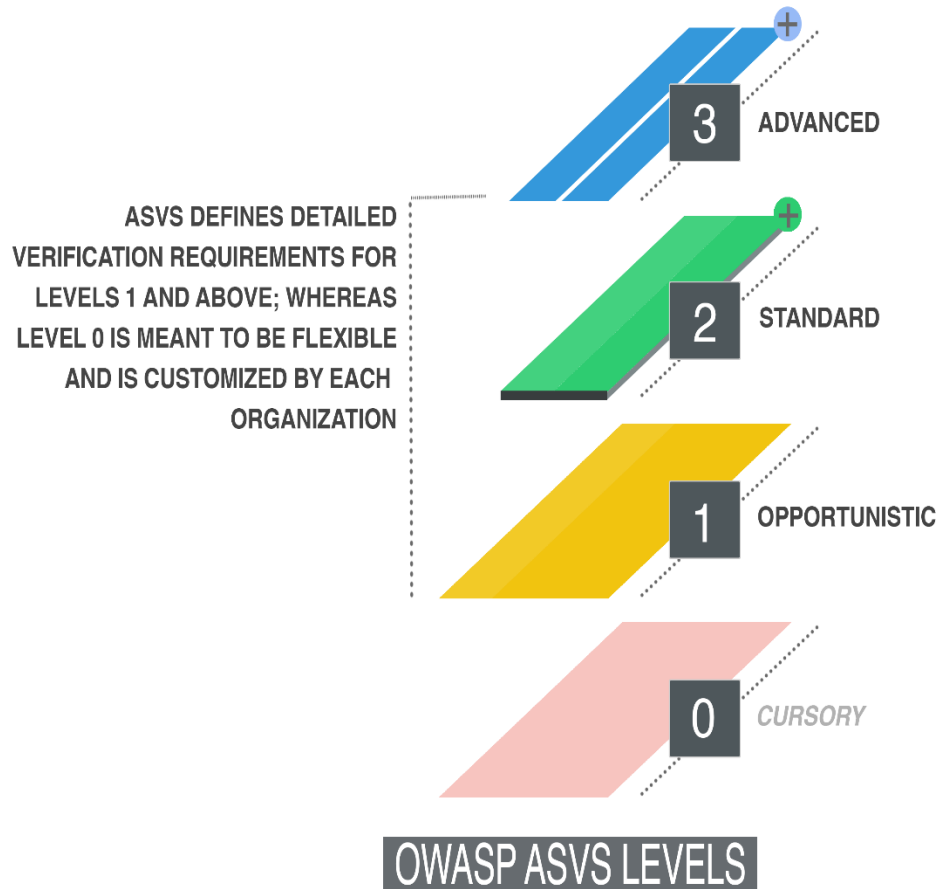 +
3
ADVANCED
ASVS DEFINES DETAILED
VERIFICATION REQUIREMENTS FOR
LEVELS 1 AND ABOVE; WHEREAS
LEVEL 0 IS MEANT TO BE FLEXIBLE
AND IS CUSTOMIZED BY EACH
ORGANIZATION
+
2
STANDARD
1
OPPORTUNISTIC
0
CURSORY
OWASP ASVS LEVELS